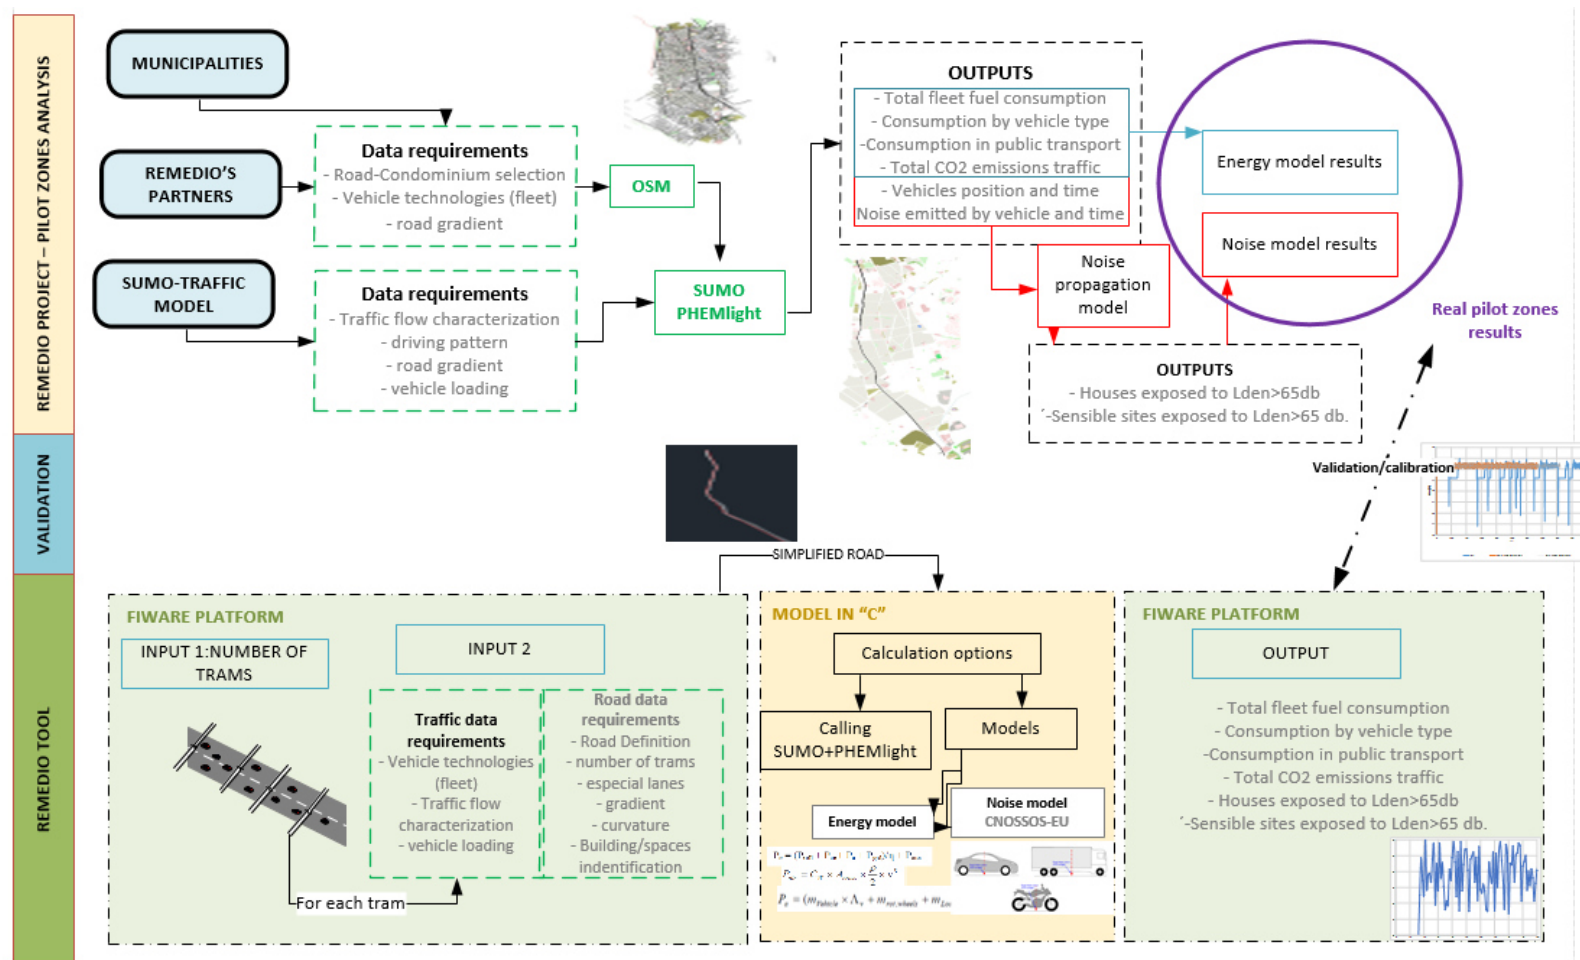 REMEDIO PROJECT – PILOT ZONES ANALYSIS
MUNICIPALITIES
REMEDIO'S
PARTNERS
SUMO-TRAFFIC
MODEL
Data requirements
- Road-Condominium selection
- Vehicle technologies (fleet)
- road gradient
Data requirements
- Traffic flow characterization
- driving pattern
- road gradient
- vehicle loading
OSM
SUMO
PHEMlight
OUTPUTS
- Total fleet fuel consumption
- Consumption by vehicle type
-Consumption in public transport
- Total CO2 emissions traffic
- Vehicles position and time
Noise emitted by vehicle and time
Noise
propagation
model
OUTPUTS
- Houses exposed to Lden>65db
´-Sensible sites exposed to Lden>65 db.
Energy model results
Noise model results
Real pilot zones
results
VALIDATION
Validation/calibration
SIMPLIFIED ROAD
REMEDIO TOOL
FIWARE PLATFORM
INPUT 1:NUMBER OF
TRAMS
INPUT 2
Traffic data
requirements
- Vehicle technologies
(fleet)
- Traffic flow
characterization
- vehicle loading
Road data
requirements
- Road Definition
- number of trams
- especial lanes
- gradient
- curvature
- Building/spaces
indentification
For each tram
MODEL IN "C"
Calculation options
Calling
SUMO+PHEMlight
Models
Energy model
Noise model
CNOSSOS-EU
FIWARE PLATFORM
OUTPUT
- Total fleet fuel consumption
- Consumption by vehicle type
-Consumption in public transport
- Total CO2 emissions traffic
- Houses exposed to Lden>65db
´-Sensible sites exposed to Lden>65 db.